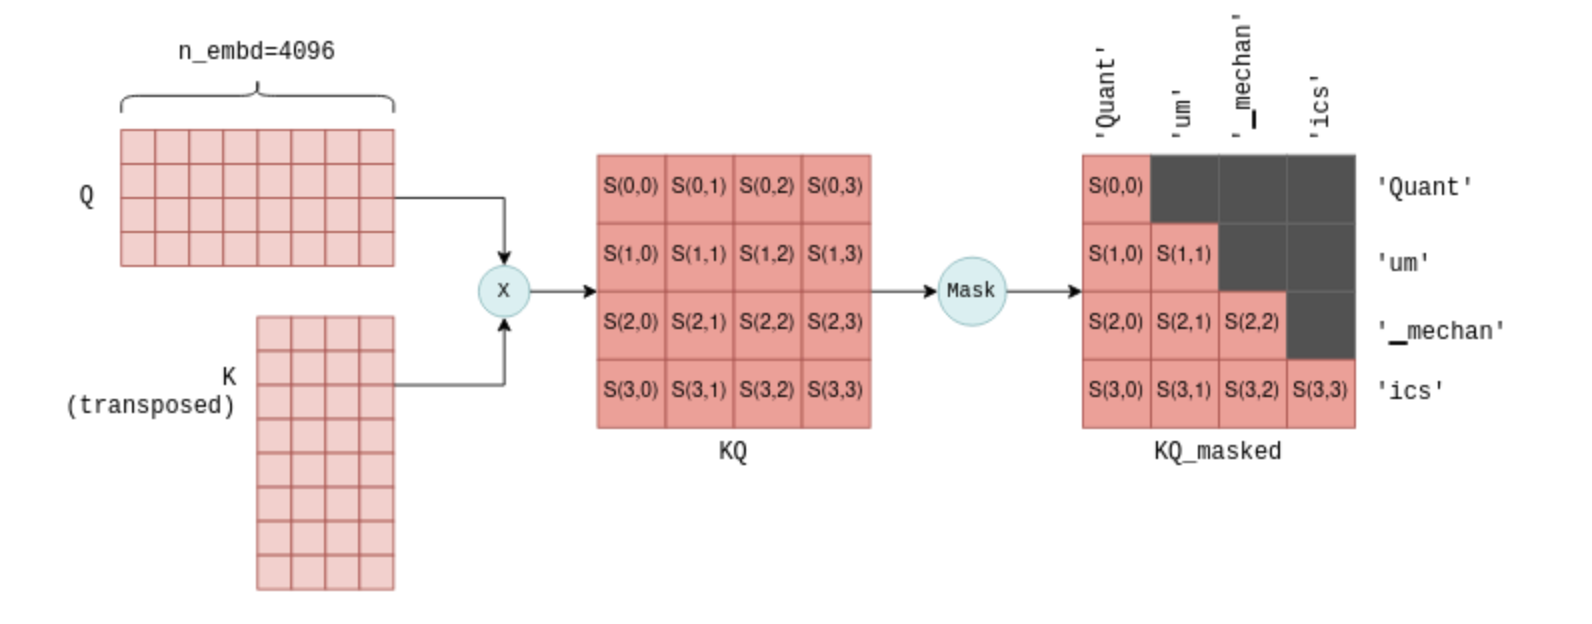 n_embd=4096
Q
K
(transposed)
X
S(0,0) S(0,1) S(0,2) S(0,3)
S(1,0) S(1,1) S(1,2) S(1,3)
S(2,0) S(2,1) S(2,2) S(2,3)
S(3,0) S(3,1) S(3,2) S(3,3)
KQ
Mask
'Quant'
'um'
'_mechan'
'ics'
S(0,0)
S(1,0) S(1,1)
S(2,0) S(2,1) S(2,2)
S(3,0) S(3,1) S(3,2) S(3,3)
'Quant'
'um'
'_mechan'
'ics'
KQ_masked